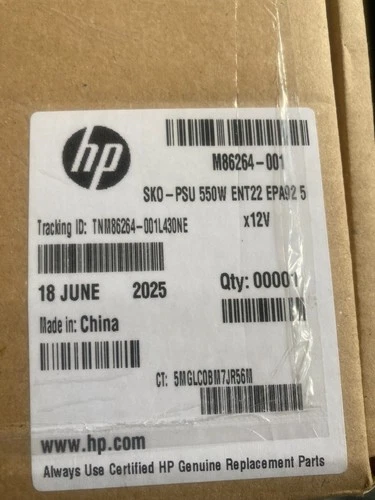 hp
M86264-001
SKO-PSU 550W ENT22 EPA92 5
x12V
Tracking ID: TNM86264-001L430NE
18 JUNE 2025
Qty: 00001
Made in: China
CT: 5MGLC0BM7JR56M
www.hp.com
Always Use Certified HP Genuine Replacement Parts